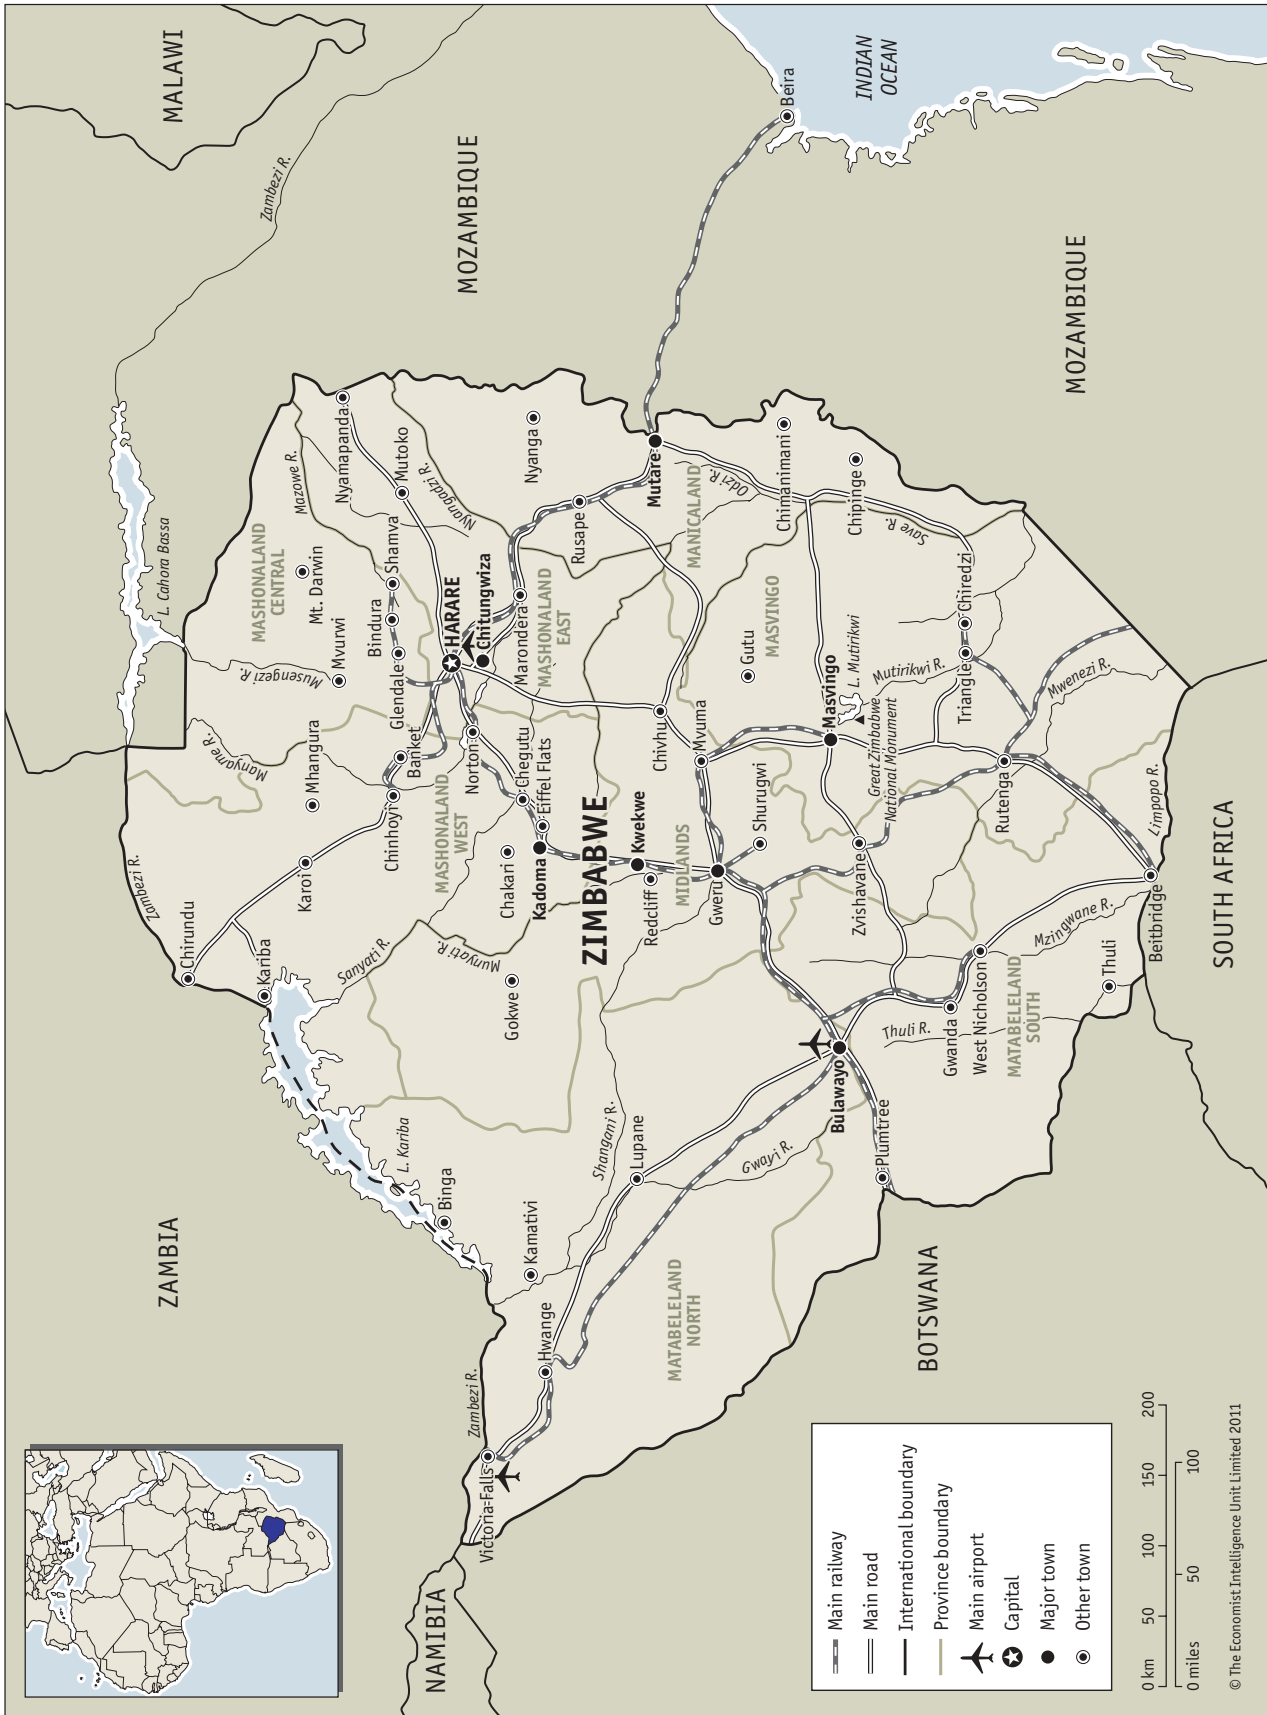 MALAWI
Zambezi R.
MOZAMBIQUE
INDIAN
OCEAN
Beira
MOZAMBIQUE
L. Cahora Bassa
ZAMBIA
NAMIBIA
BOTSWANA
SOUTH AFRICA
Zambezi R.
Chirundu
Kariba
Karoi
Manyame R.
Mhangura
Musengezi R.
Mvurwi
MASHONALAND
CENTRAL
Mt. Darwin
Mazowe R.
Nyamapanda
Mutoko
Nyangadzi R.
Shamva
Bindura
Glendale
Banket
Chinhoyi
MASHONALAND
WEST
HARARE
Chitungwiza
Norton
Chegutu
Eiffel Flats
Chakari
Kadoma
Marondera
MASHONALAND
EAST
Nyanga
Rusape
Mutare
MANICALAND
Odzi R.
Chimanimani
Chipinge
Save R.
Sanyati R.
Munyati R.
Gokwe
ZIMBABWE
Kwekwe
Redcliff
MIDLANDS
Gweru
Shurugwi
Chivhu
Mvuma
Gutu
MASVINGO
Masvingo
L. Mutirikwi
Mutirikwi R.
Great Zimbabwe
National Monument
Triangle
Chiredzi
Mwenezi R.
Rutenga
Zvishavane
L. Kariba
Binga
Kamativi
Shangani R.
Lupane
Gwayi R.
Hwange
Zambezi R.
Victoria Falls
MATABELELAND
NORTH
Bulawayo
Plumtree
Thuli R.
Gwanda
West Nicholson
MATABELELAND
SOUTH
Mzingwane R.
Thuli
Beitbridge
Limpopo R.
Main railway
Main road
International boundary
Province boundary
Main airport
Capital
Major town
Other town
0 km 50 100 150 200
0 miles 50 100
© The Economist Intelligence Unit Limited 2011